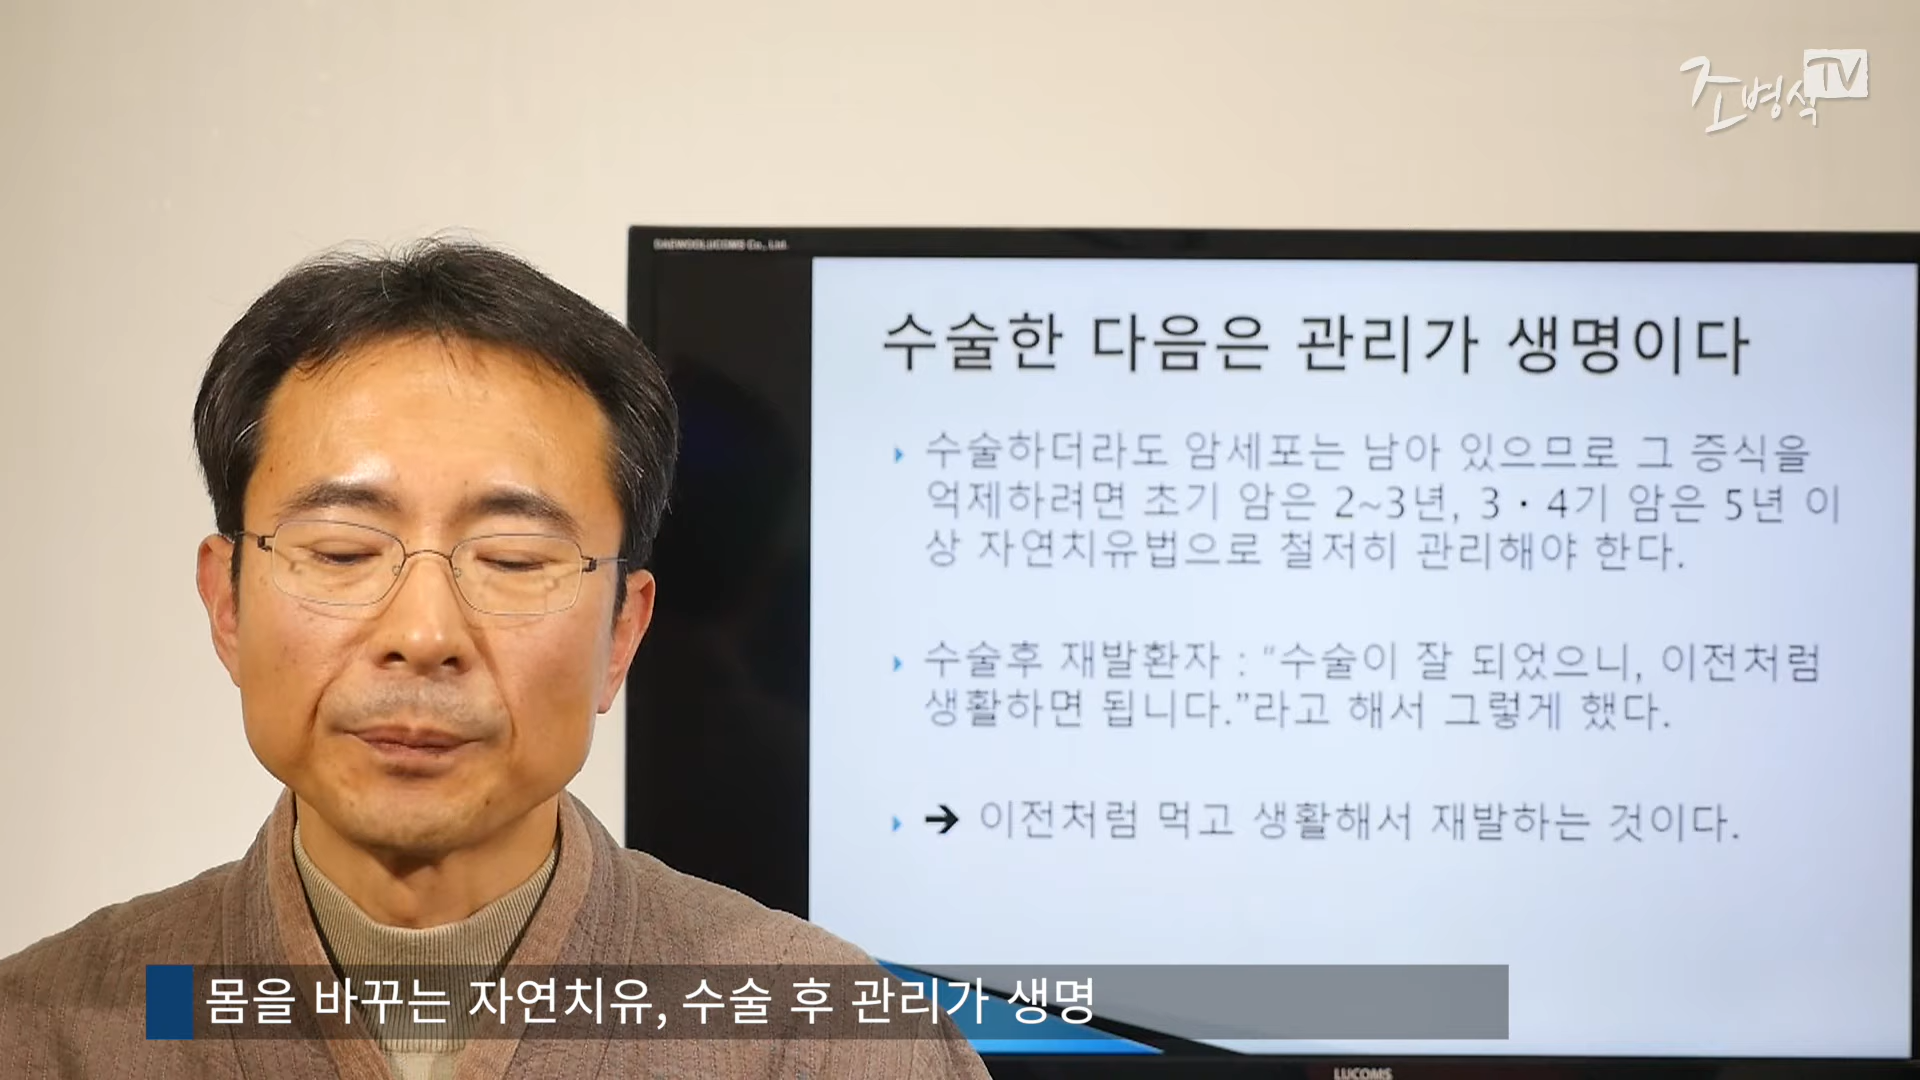 조병식TV
DAEWOOLUCOMS Co., Ltd.
수술한 다음은 관리가 생명이다
수술하더라도 암세포는 남아 있으므로 그 증식을
억제하려면 초기 암은 2~3년, 3·4기 암은 5년 이
상 자연치유법으로 철저히 관리해야 한다.
수술후 재발환자 : "수술이 잘 되었으니, 이전처럼
생활하면 됩니다."라고 해서 그렇게 했다.
➔ 이전처럼 먹고 생활해서 재발하는 것이다.
몸을 바꾸는 자연치유, 수술 후 관리가 생명
LUCOMS